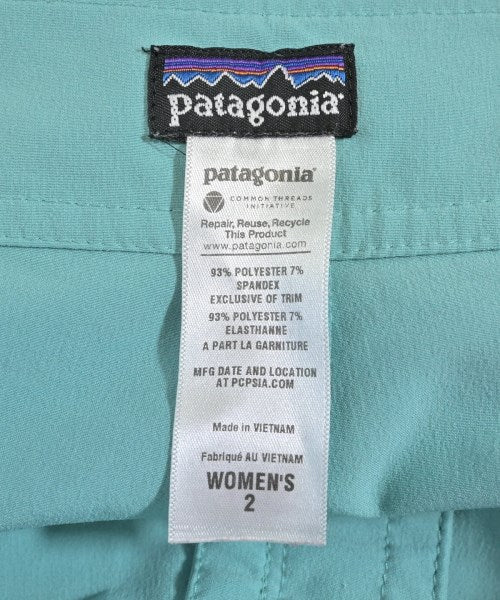 patagonia
patagonia
COMMON THREADS
INITIATIVE
Repair, Reuse, Recycle
This Product
www.patagonia.com
93% POLYESTER 7%
SPANDEX
EXCLUSIVE OF TRIM
93% POLYESTER 7%
ELASTHANNE
A PART LA GARNITURE
MFG DATE AND LOCATION
AT PCPSIA.COM
Made in VIETNAM
Fabriqué AU VIETNAM
WOMEN'S
2